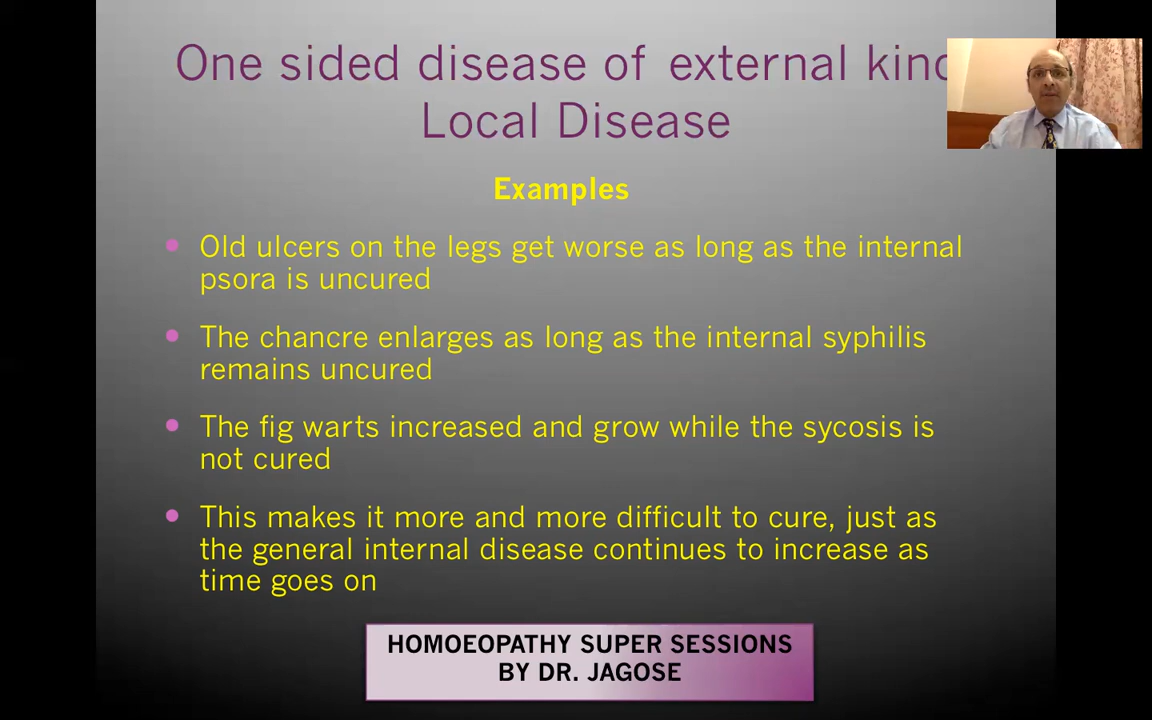 One sided disease of external kind
Local Disease
Examples
Old ulcers on the legs get worse as long as the internal
psora is uncured
The chancre enlarges as long as the internal syphilis
remains uncured
The fig warts increased and grow while the sycosis is
not cured
This makes it more and more difficult to cure, just as
the general internal disease continues to increase as
time goes on
HOMOEOPATHY SUPER SESSIONS
BY DR. JAGOSE